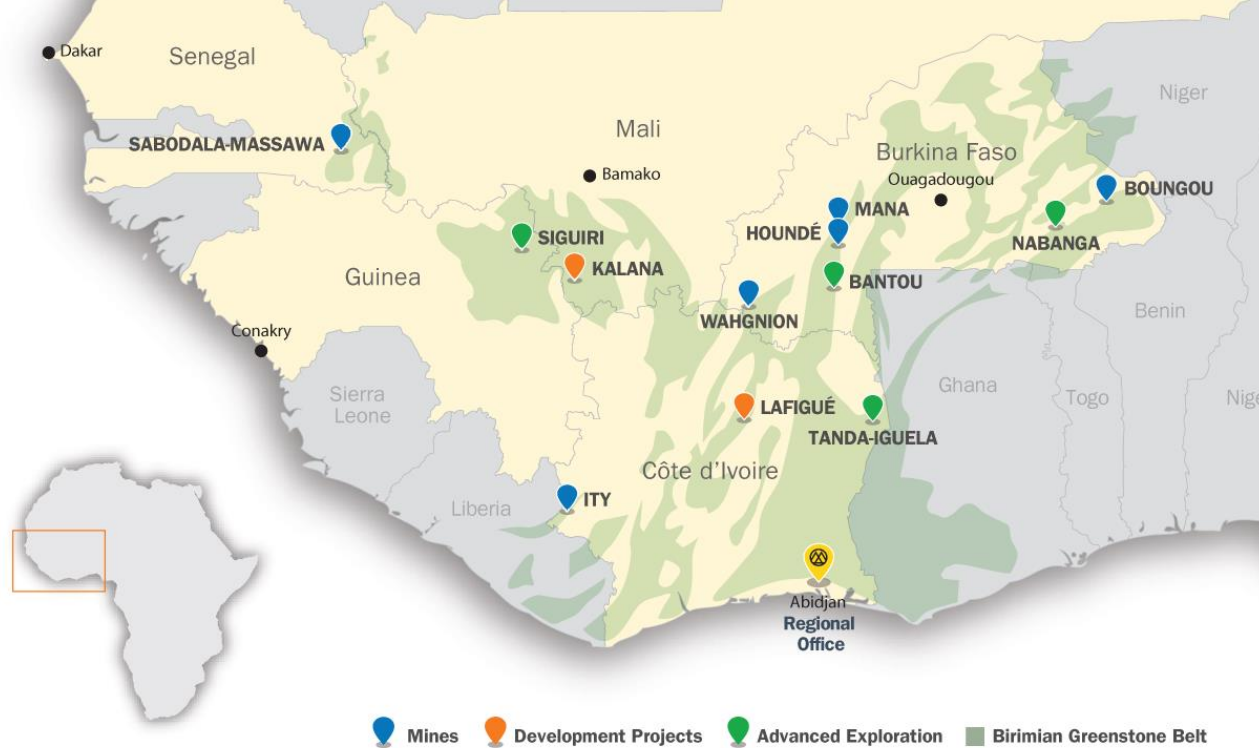 Dakar
Senegal
Niger
SABODALA-MASSAWA
Mali
Burkina Faso
Bamako
Ouagadougou
BOUNGOU
MANA
SIGUIRI
HOUNDÉ
NABANGA
KALANA
Guinea
BANTOU
WAHGNION
Benin
Conakry
Sierra
Leone
Ghana
Togo
Nige
LAFIGUÉ
TANDA-IGUELA
Côte d'Ivoire
ITY
Liberia
Abidjan
Regional
Office
Mines
Development Projects
Advanced Exploration
Birimian Greenstone Belt